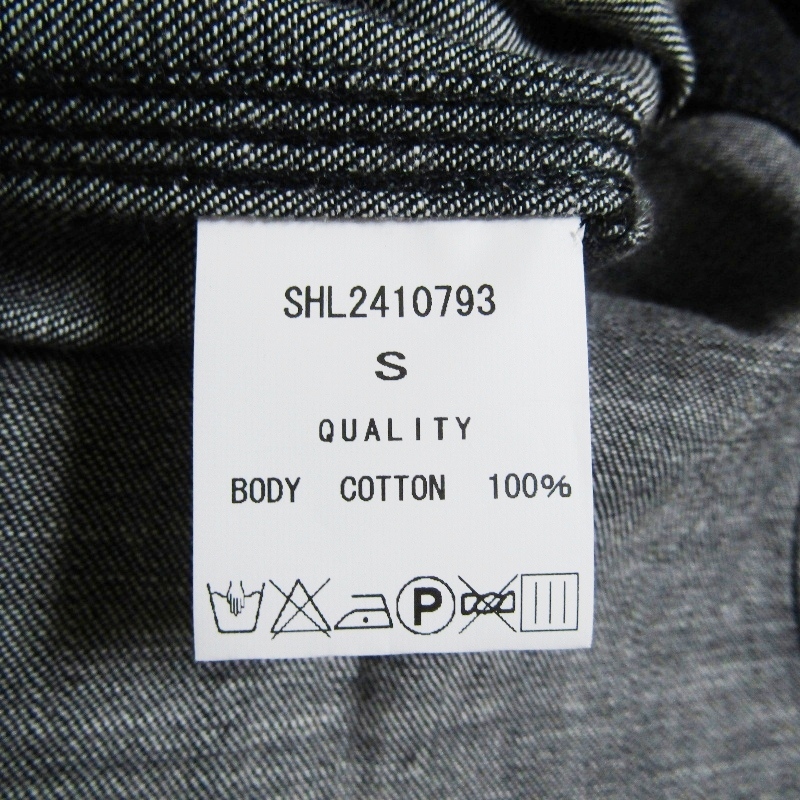 SHL2410793
S
QUALITY
BODY COTTON 100%
P